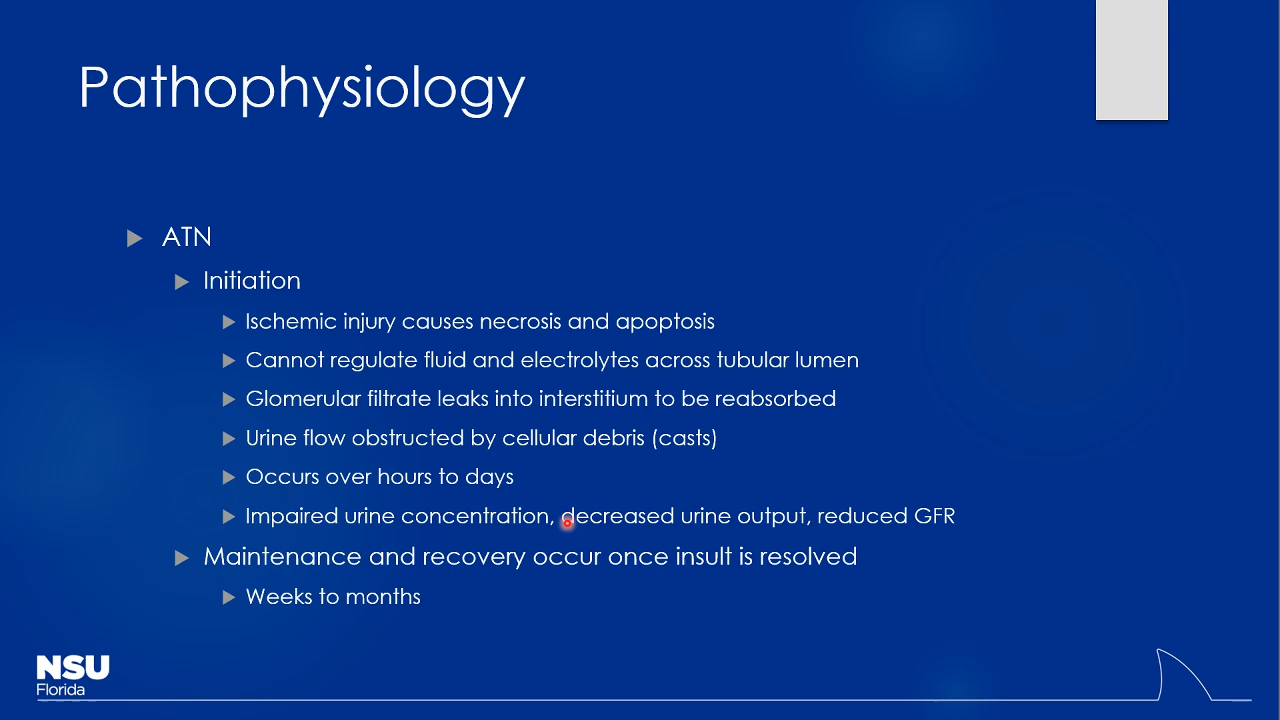 Pathophysiology
ATN
Initiation
Ischemic injury causes necrosis and apoptosis
Cannot regulate fluid and electrolytes across tubular lumen
Glomerular filtrate leaks into interstitium to be reabsorbed
Urine flow obstructed by cellular debris (casts)
Occurs over hours to days
Impaired urine concentration, decreased urine output, reduced GFR
Maintenance and recovery occur once insult is resolved
Weeks to months
NSU
Florida